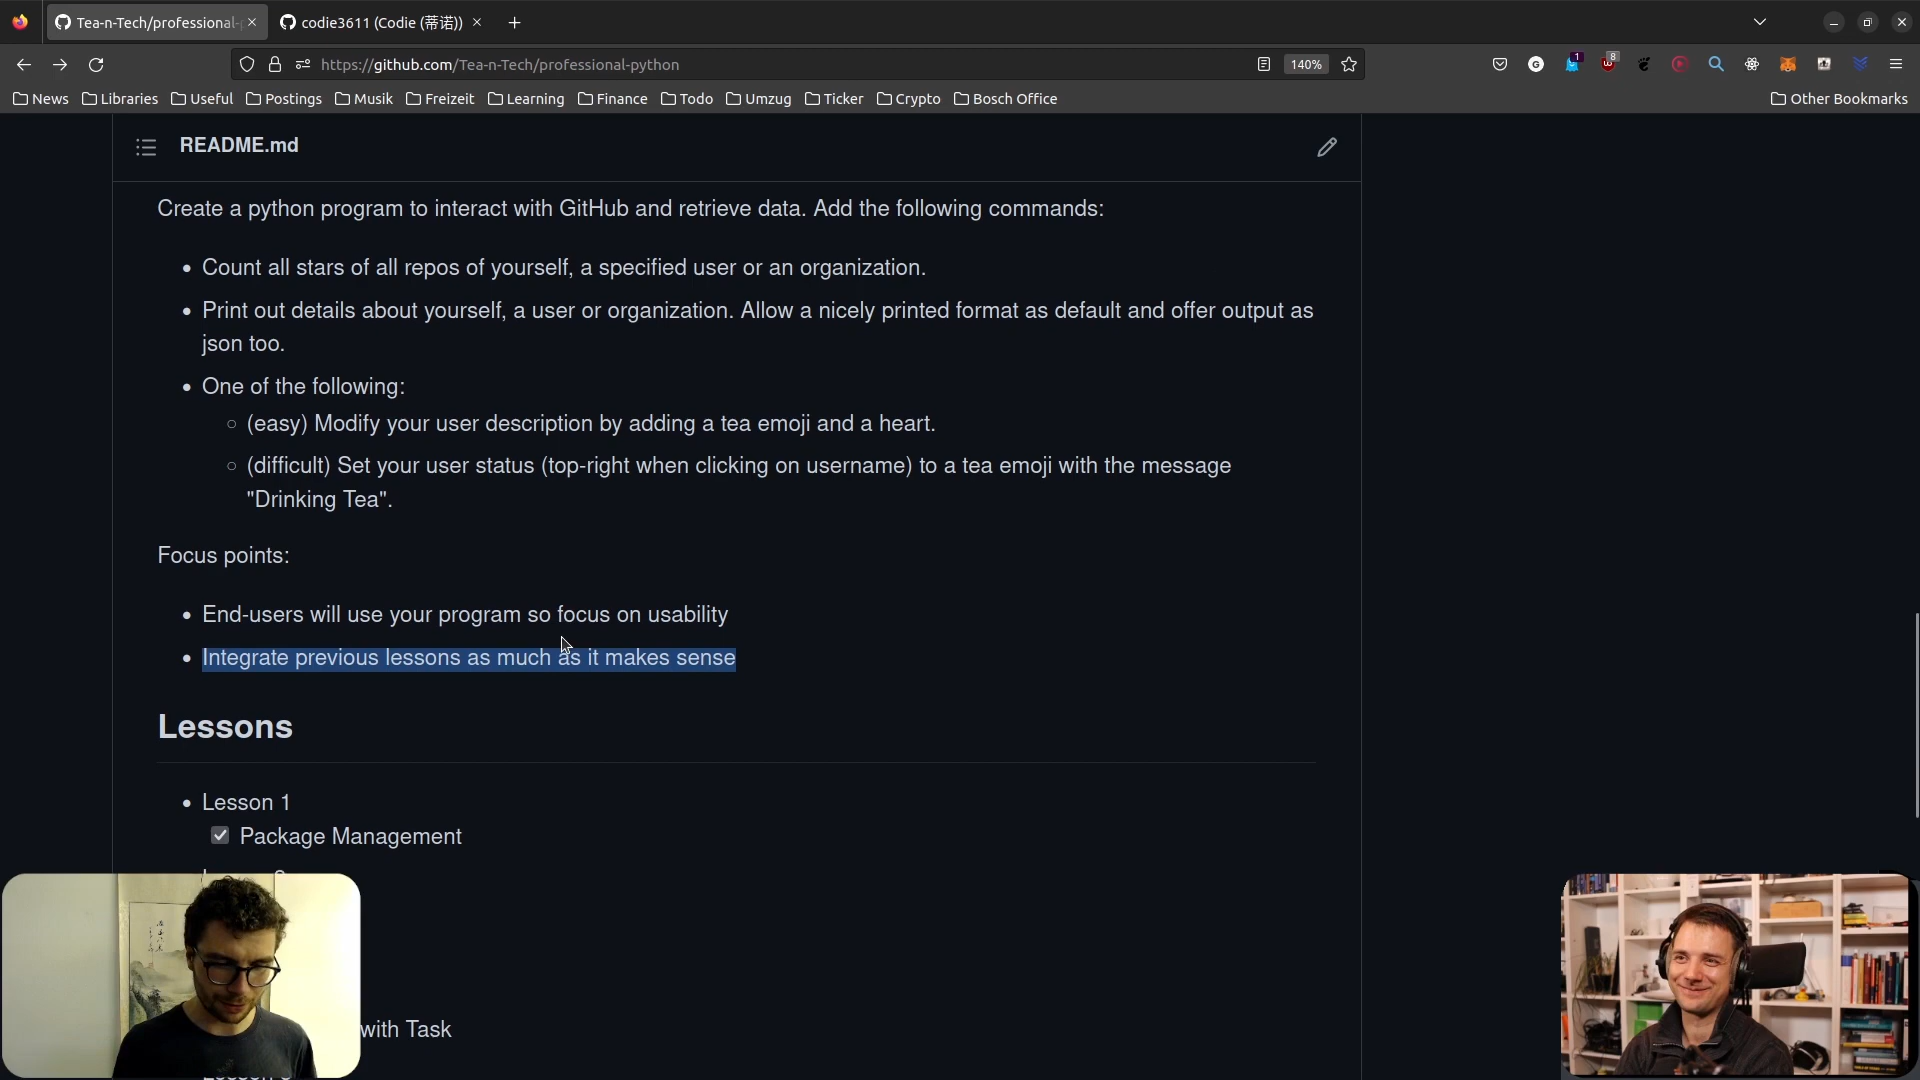 Tea-n-Tech/professional-
codie3611 (Codie (蒂诺))
https://github.com/Tea-n-Tech/professional-python
140%
1
8
News
Libraries
Useful
Postings
Musik
Freizeit
Learning
Finance
Todo
Umzug
Ticker
Crypto
Bosch Office
Other Bookmarks
README.md
Create a python program to interact with GitHub and retrieve data. Add the following commands:
Count all stars of all repos of yourself, a specified user or an organization.
Print out details about yourself, a user or organization. Allow a nicely printed format as default and offer output as
json too.
One of the following:
(easy) Modify your user description by adding a tea emoji and a heart.
(difficult) Set your user status (top-right when clicking on username) to a tea emoji with the message
"Drinking Tea".
Focus points:
End-users will use your program so focus on usability
Integrate previous lessons as much as it makes sense
Lessons
Lesson 1
Package Management
with Task